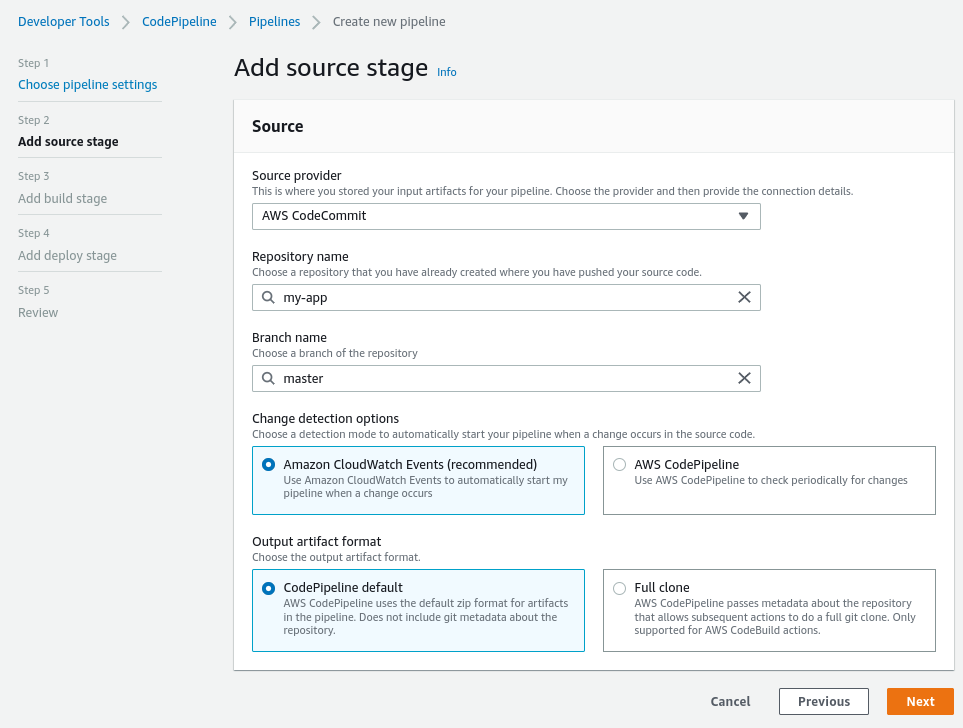 Developer Tools > CodePipeline > Pipelines > Create new pipeline
Step 1
Choose pipeline settings
Step 2
Add source stage
Step 3
Add build stage
Step 4
Add deploy stage
Step 5
Review
Add source stage Info
Source
Source provider
This is where you stored your input artifacts for your pipeline. Choose the provider and then provide the connection details.
AWS CodeCommit
Repository name
Choose a repository that you have already created where you have pushed your source code.
my-app
Branch name
Choose a branch of the repository
master
Change detection options
Choose a detection mode to automatically start your pipeline when a change occurs in the source code.
Amazon CloudWatch Events (recommended)
Use Amazon CloudWatch Events to automatically start my
pipeline when a change occurs
AWS CodePipeline
Use AWS CodePipeline to check periodically for changes
Output artifact format
Choose the output artifact format.
CodePipeline default
AWS CodePipeline uses the default zip format for artifacts
in the pipeline. Does not include git metadata about the
repository.
Full clone
AWS CodePipeline passes metadata about the repository
that allows subsequent actions to do a full git clone. Only
supported for AWS CodeBuild actions.
Cancel
Previous
Next